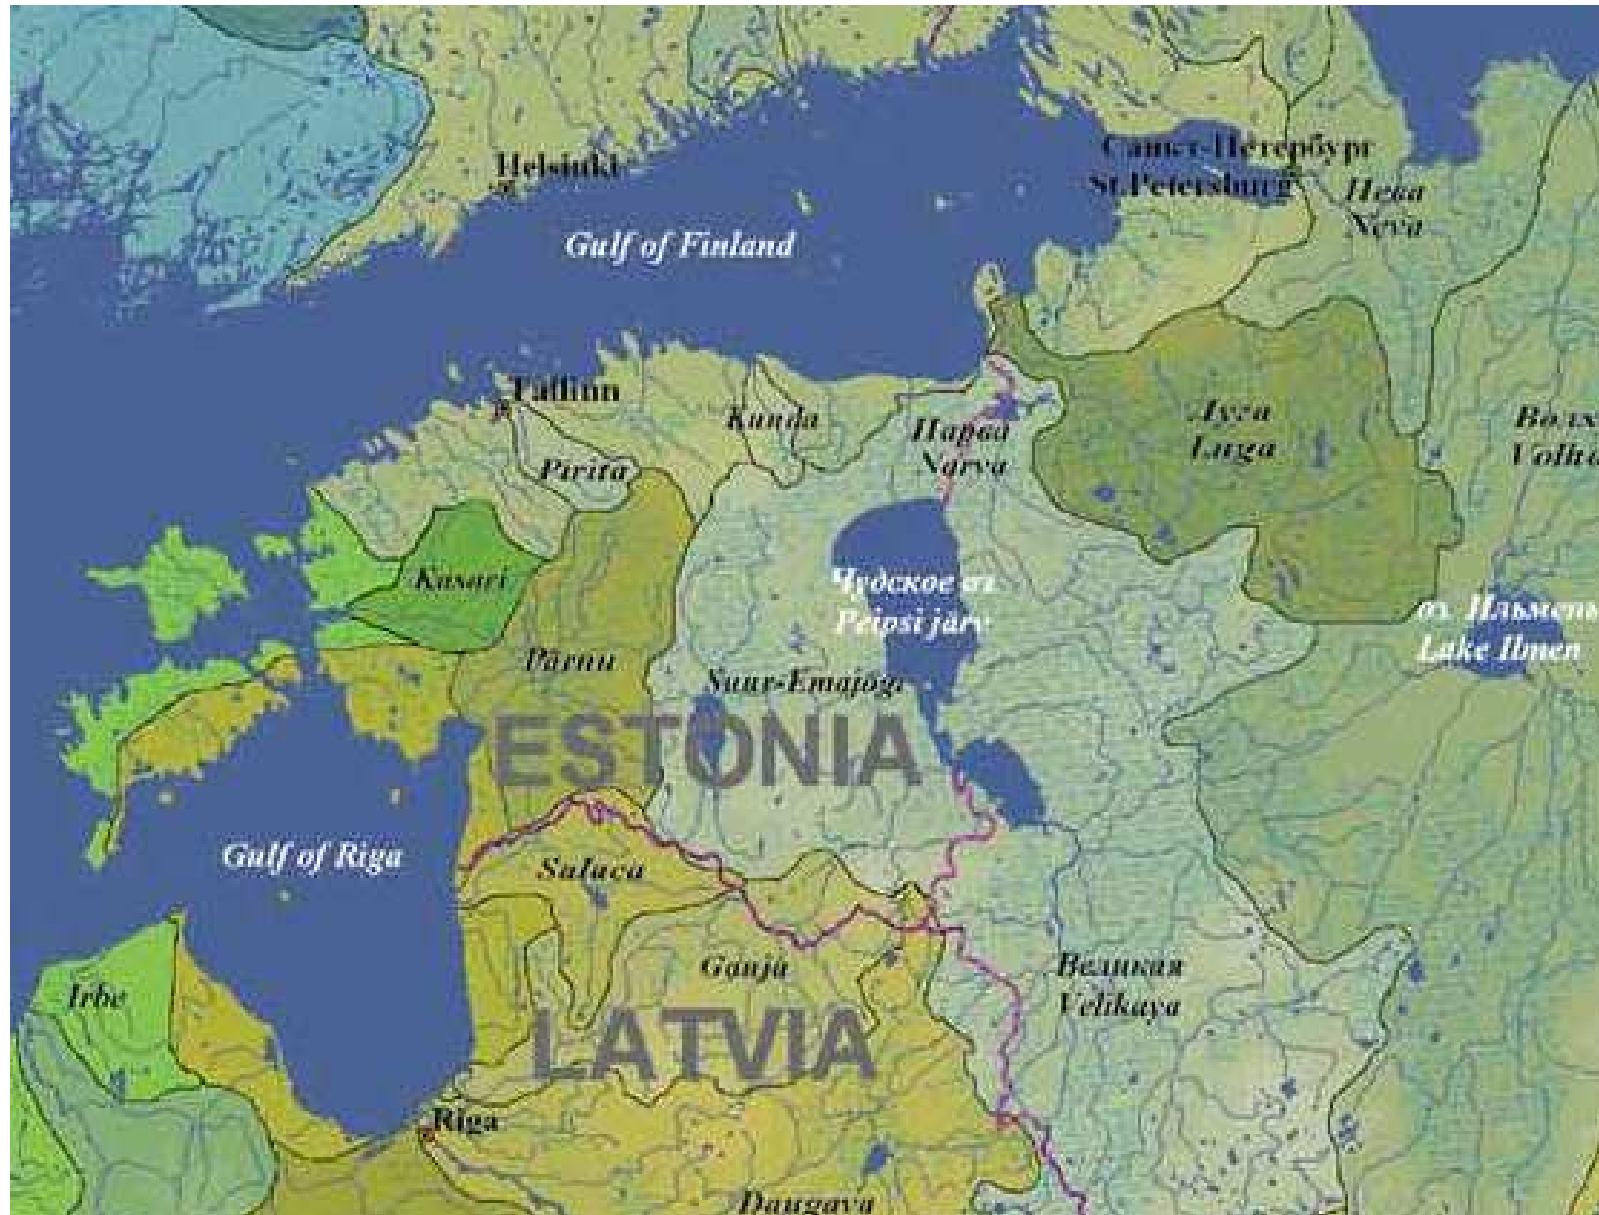 Helsinki
Санкт-Петербург
St.Petersburg
Нева
Neva
Gulf of Finland
Tallinn
Kunda
Нарва
Narva
Луга
Luga
Pirita
Kasari
Чудское оз.
Peipsi järv
оз. Ильмень
Lake Ilmen
Pärnu
Suur-Emajõgi
ESTONIA
Gulf of Riga
Salaca
Gauja
Великая
Velikaya
Irbe
LATVIA
Riga
Daugava